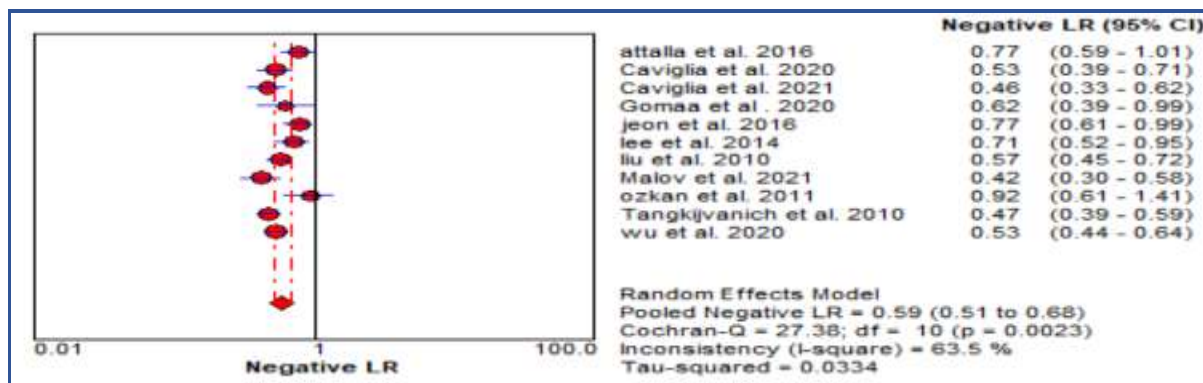 Negative LR (95% CI)
attalla et al. 2016 0.77 (0.59 - 1.01)
Caviglia et al. 2020 0.53 (0.39 - 0.71)
Caviglia et al. 2021 0.46 (0.33 - 0.62)
Gomaa et al . 2020 0.62 (0.39 - 0.99)
jeon et al. 2016 0.77 (0.61 - 0.99)
lee et al. 2014 0.71 (0.52 - 0.95)
liu et al. 2010 0.57 (0.45 - 0.72)
Malov et al. 2021 0.42 (0.30 - 0.58)
ozkan et al. 2011 0.92 (0.61 - 1.41)
Tangkijvanich et al. 2010 0.47 (0.39 - 0.59)
wu et al. 2020 0.53 (0.44 - 0.64)
Random Effects Model
Pooled Negative LR = 0.59 (0.51 to 0.68)
Cochran-Q = 27.38; df = 10 (p = 0.0023)
Inconsistency (I-square) = 63.5 %
Tau-squared = 0.0334
0.01 1 100.0
Negative LR